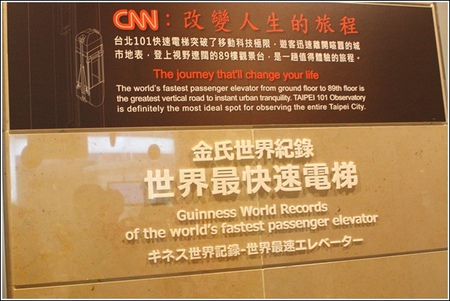 CNN：改變人生的旅程
台北101快速電梯突破了移動科技極限，遊客迅速離開喧囂的城
市地表，登上視野遼闊的89樓觀景台，是一趟值得體驗的旅程。
The journey that'll change your life
The world's fastest passenger elevator from ground floor to 89th floor is
the greatest vertical road to instant urban tranquility. TAIPEI 101 Observatory
is definitely the most ideal spot for observing the entire Taipei City.
金氏世界紀錄
世界最快速電梯
Guinness World Records
of the world's fastest passenger elevator
ギネス世界記録-世界最速エレベーター